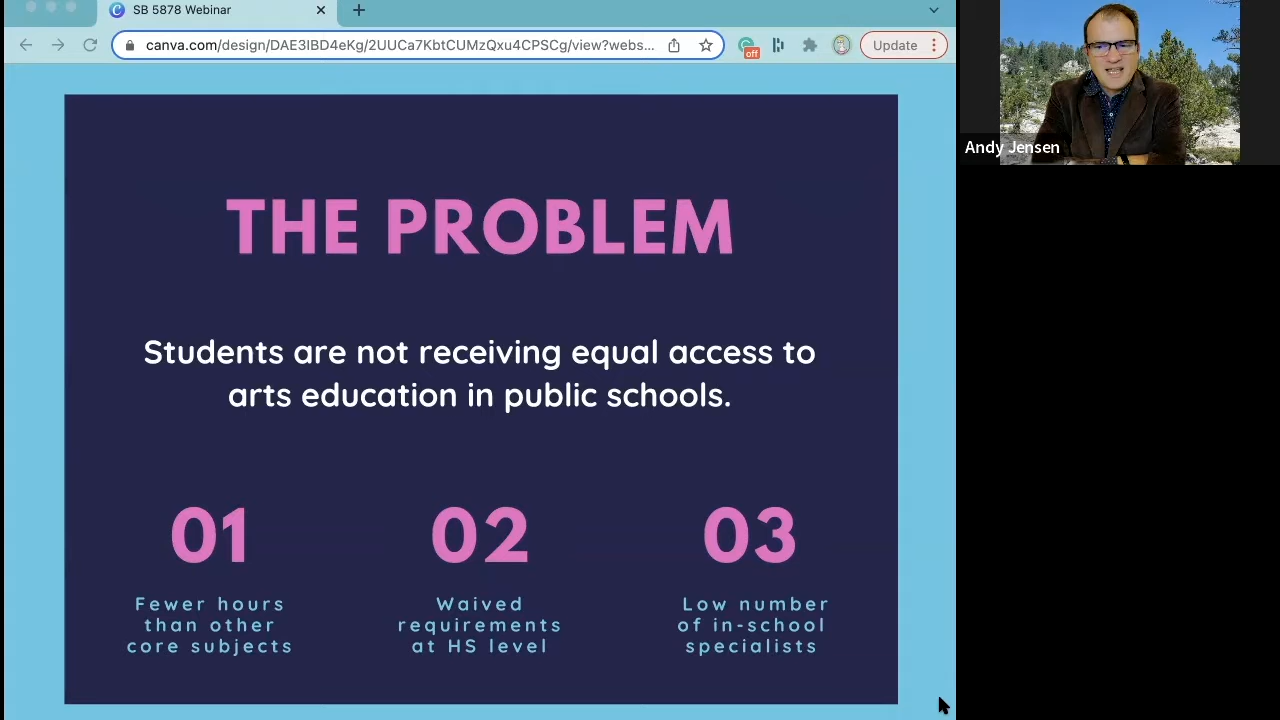 SB 5878 Webinar
canva.com/design/DAE3IBD4eKg/2UUCa7KbtCUMzQxu4CPSCg/view?webs...
off
Update
Andy Jensen
THE PROBLEM
Students are not receiving equal access to
arts education in public schools.
01
Fewer hours
than other
core subjects
02
Waived
requirements
at HS level
03
Low number
of in-school
specialists